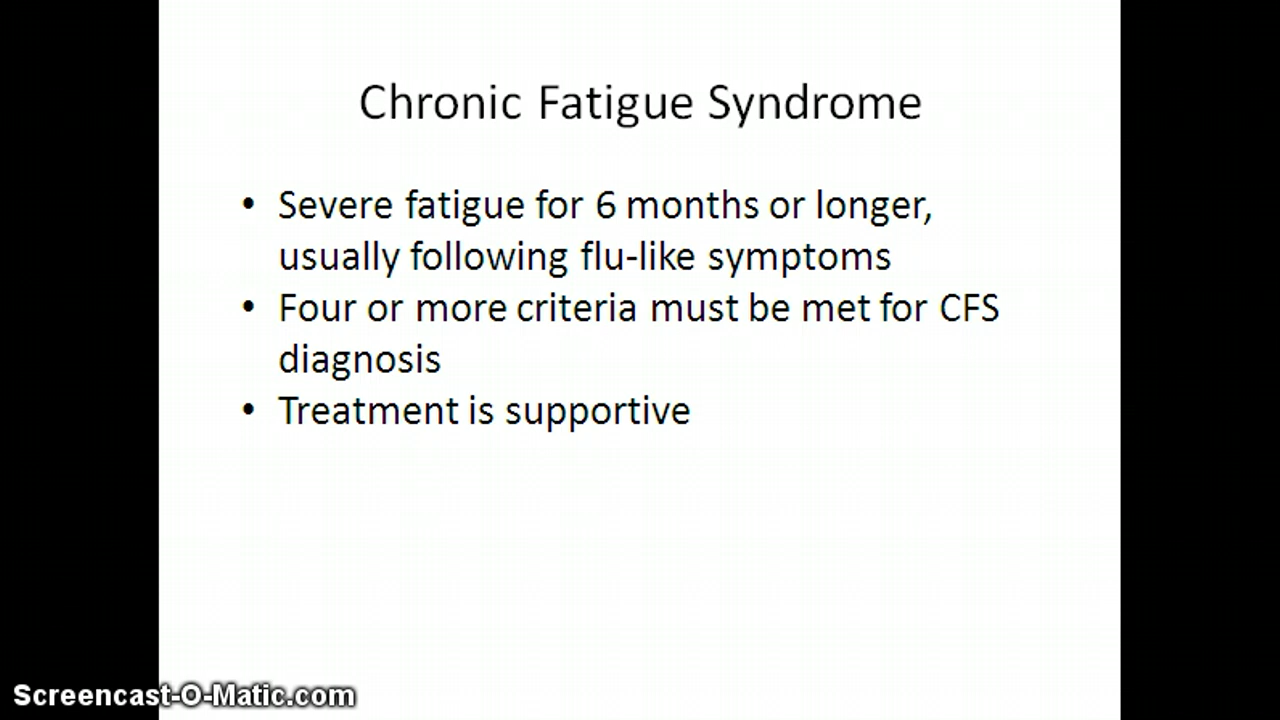 Chronic Fatigue Syndrome
• Severe fatigue for 6 months or longer,
usually following flu-like symptoms
• Four or more criteria must be met for CFS
diagnosis
• Treatment is supportive
Screencast-O-Matic.com